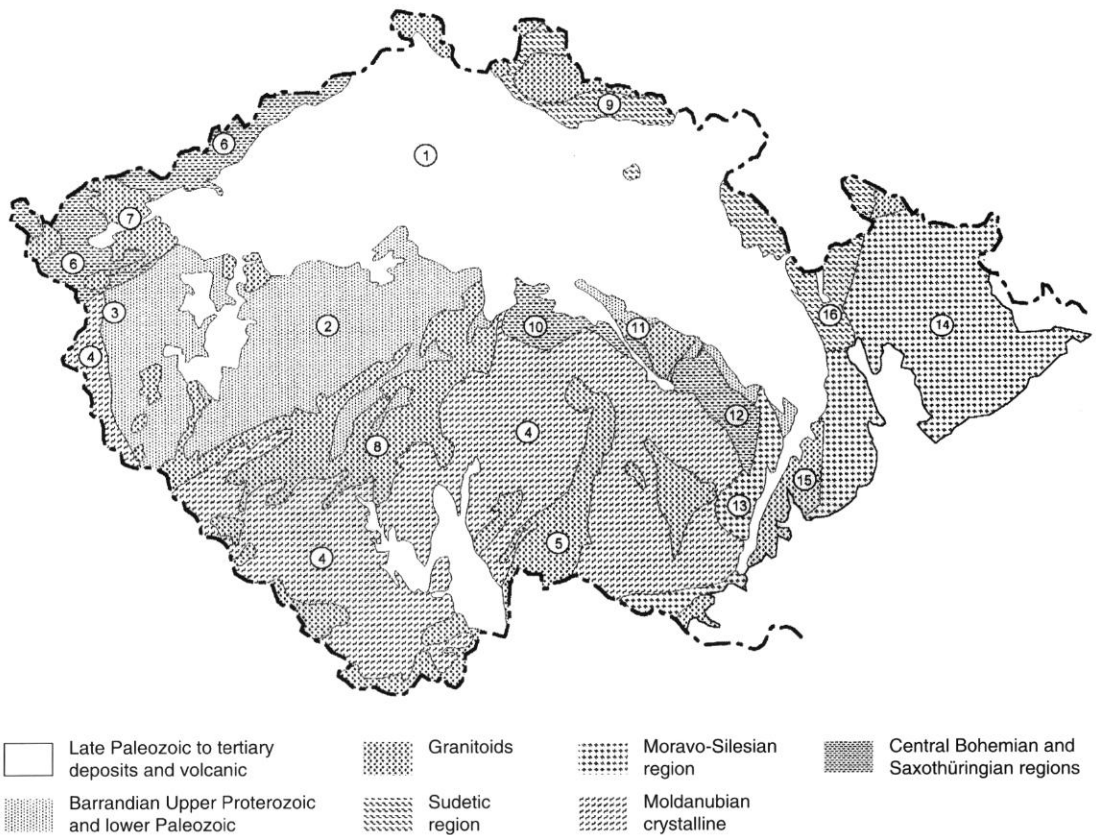 9
1
6
7
6
3
2
10
11
16
14
4
4
12
8
15
13
5
4
Late Paleozoic to tertiary
deposits and volcanic
Barrandian Upper Proterozoic
and lower Paleozoic
Granitoids
Sudetic
region
Moravo-Silesian
region
Moldanubian
crystalline
Central Bohemian and
Saxothüringian regions